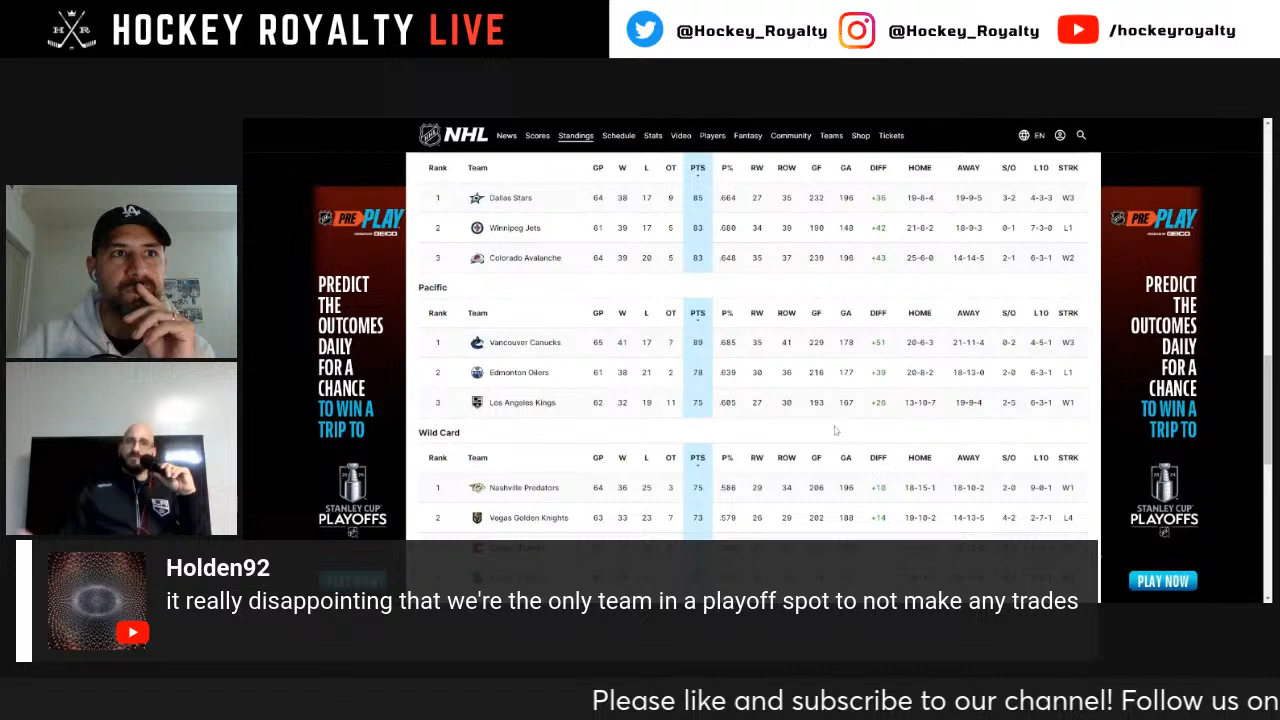 HOCKEY ROYALTY LIVE
@Hockey_Royalty
@Hockey_Royalty
/hockeyroyalty
NHL News Scores Standings Schedule Stats Video Players Fantasy Community Teams Shop Tickets EN
Rank Team GP W L OT PTS P% RW ROW GF GA DIFF HOME AWAY S/O L10 STRK
1 Dallas Stars 64 38 17 9 85 .664 27 35 232 196 +36 19-8-4 19-9-5 3-2 4-3-3 W3
Winnipeg Jets 61 39 17 5 83 .680 34 39 190 148 +42 21-8-2 18-9-3 0-1 7-3-0 L1
3 Colorado Avalanche 64 39 20 5 83 .648 35 37 239 196 +43 25-6-0 14-14-5 2-1 6-3-1 W2
Pacific
Rank Team GP W L OT PTS P% RW ROW GF GA DIFF HOME AWAY S/O L10 STRK
1 Vancouver Canucks 65 41 17 7 89 .685 35 41 229 178 +51 20-6-3 21-11-4 0-2 4-5-1 W3
2 Edmonton Oilers 61 38 21 2 78 .639 30 36 216 177 +39 20-8-2 18-13-0 2-0 6-3-1 L1
3 Los Angeles Kings 62 32 19 11 75 .605 27 30 193 167 +26 13-10-7 19-9-4 2-5 6-3-1 W1
Wild Card
Rank Team GP W L OT PTS P% RW ROW GF GA DIFF HOME AWAY S/O L10 STRK
1 Nashville Predators 64 36 25 3 75 .586 29 34 206 196 +10 18-15-1 18-10-2 2-0 9-0-1 W1
2 Vegas Golden Knights 63 33 23 7 73 .579 26 29 202 188 +14 19-10-2 14-13-5 4-2 2-7-1 L4
PRE PLAY
PREDICT
THE
OUTCOMES
DAILY
FOR A
CHANCE
TO WIN A
TRIP TO
STANLEY CUP
PLAYOFFS
PRE PLAY
PREDICT
THE
OUTCOMES
DAILY
FOR A
CHANCE
TO WIN A
TRIP TO
STANLEY CUP
PLAYOFFS
PLAY NOW
LA
Holden92
it really disappointing that we're the only team in a playoff spot to not make any trades
Please like and subscribe to our channel! Follow us on